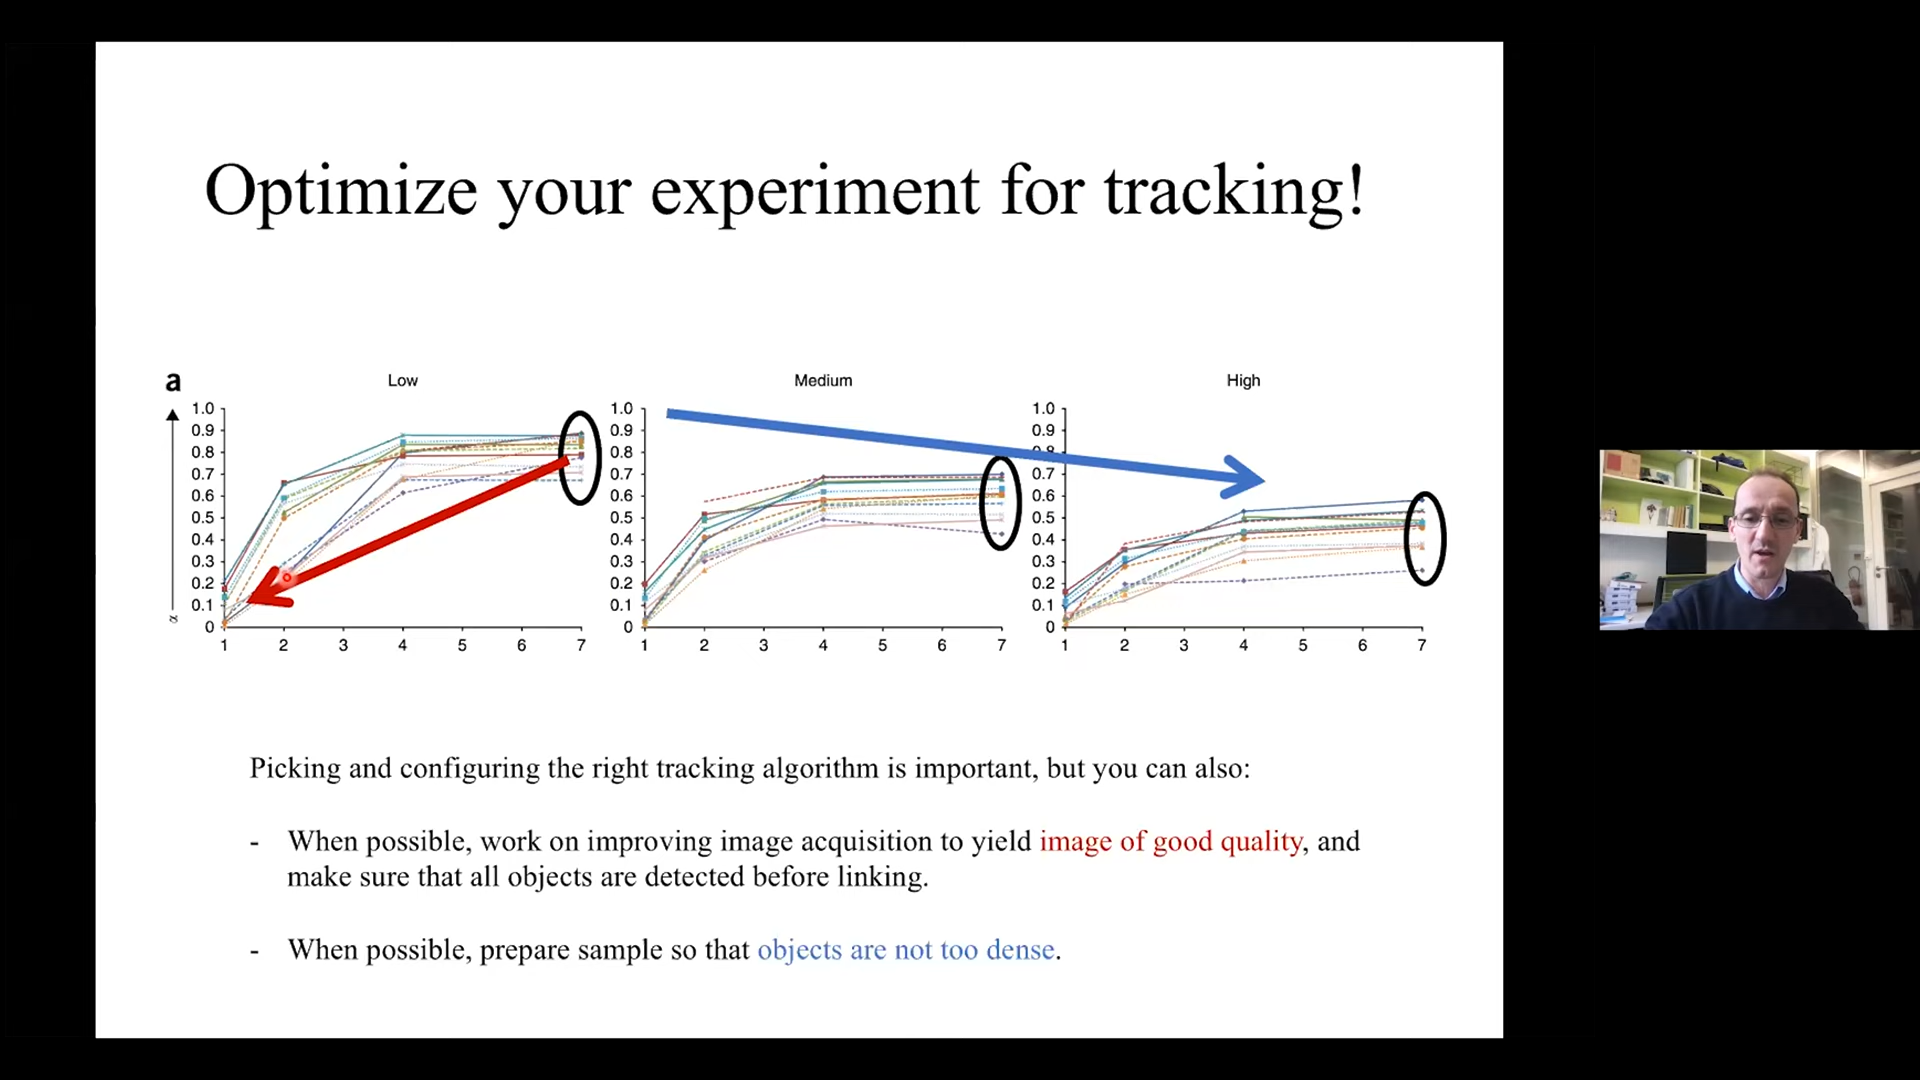 Optimize your experiment for tracking!
a
Low
Medium
High
1.0
0.9
0.8
0.7
0.6
0.5
0.4
0.3
0.2
0.1
0
α
1 2 3 4 5 6 7
1.0
0.9
0.8
0.7
0.6
0.5
0.4
0.3
0.2
0.1
0
1 2 3 4 5 6 7
1.0
0.9
0.8
0.7
0.6
0.5
0.4
0.3
0.2
0.1
0
1 2 3 4 5 6 7
Picking and configuring the right tracking algorithm is important, but you can also:
- When possible, work on improving image acquisition to yield image of good quality, and
make sure that all objects are detected before linking.
- When possible, prepare sample so that objects are not too dense.